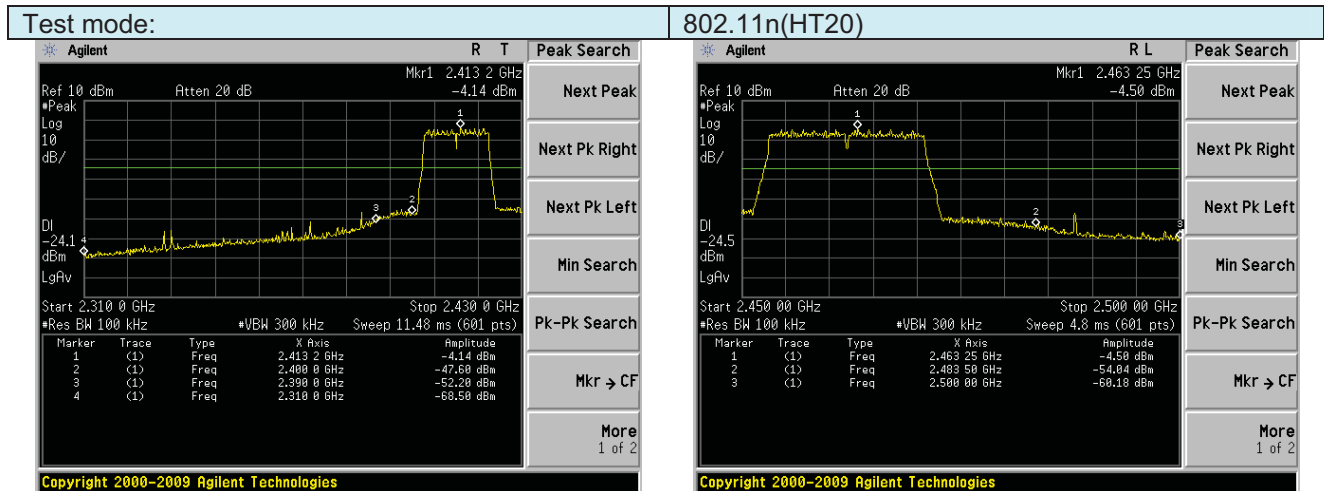 Test mode: 802.11n(HT20)
Agilent R T Peak Search
Mkr1 2.413 2 GHz
Ref 10 dBm Atten 20 dB -4.14 dBm
#Peak
Log
10
dB/
1
2
3
4
DI
-24.1
dBm
LgAv
Start 2.310 0 GHz Stop 2.430 0 GHz
#Res BW 100 kHz #VBW 300 kHz Sweep 11.48 ms (601 pts)
Marker Trace Type X Axis Amplitude
1 (1) Freq 2.413 2 GHz -4.14 dBm
2 (1) Freq 2.400 0 GHz -47.60 dBm
3 (1) Freq 2.390 0 GHz -52.20 dBm
4 (1) Freq 2.310 0 GHz -68.50 dBm
Next Peak
Next Pk Right
Next Pk Left
Min Search
Pk-Pk Search
Mkr → CF
More
1 of 2
Copyright 2000-2009 Agilent Technologies
Agilent R L Peak Search
Mkr1 2.463 25 GHz
Ref 10 dBm Atten 20 dB -4.50 dBm
#Peak
Log
10
dB/
1
2
3
DI
-24.5
dBm
LgAv
Start 2.450 00 GHz Stop 2.500 00 GHz
#Res BW 100 kHz #VBW 300 kHz Sweep 4.8 ms (601 pts)
Marker Trace Type X Axis Amplitude
1 (1) Freq 2.463 25 GHz -4.50 dBm
2 (1) Freq 2.483 50 GHz -54.04 dBm
3 (1) Freq 2.500 00 GHz -60.18 dBm
Next Peak
Next Pk Right
Next Pk Left
Min Search
Pk-Pk Search
Mkr → CF
More
1 of 2
Copyright 2000-2009 Agilent Technologies